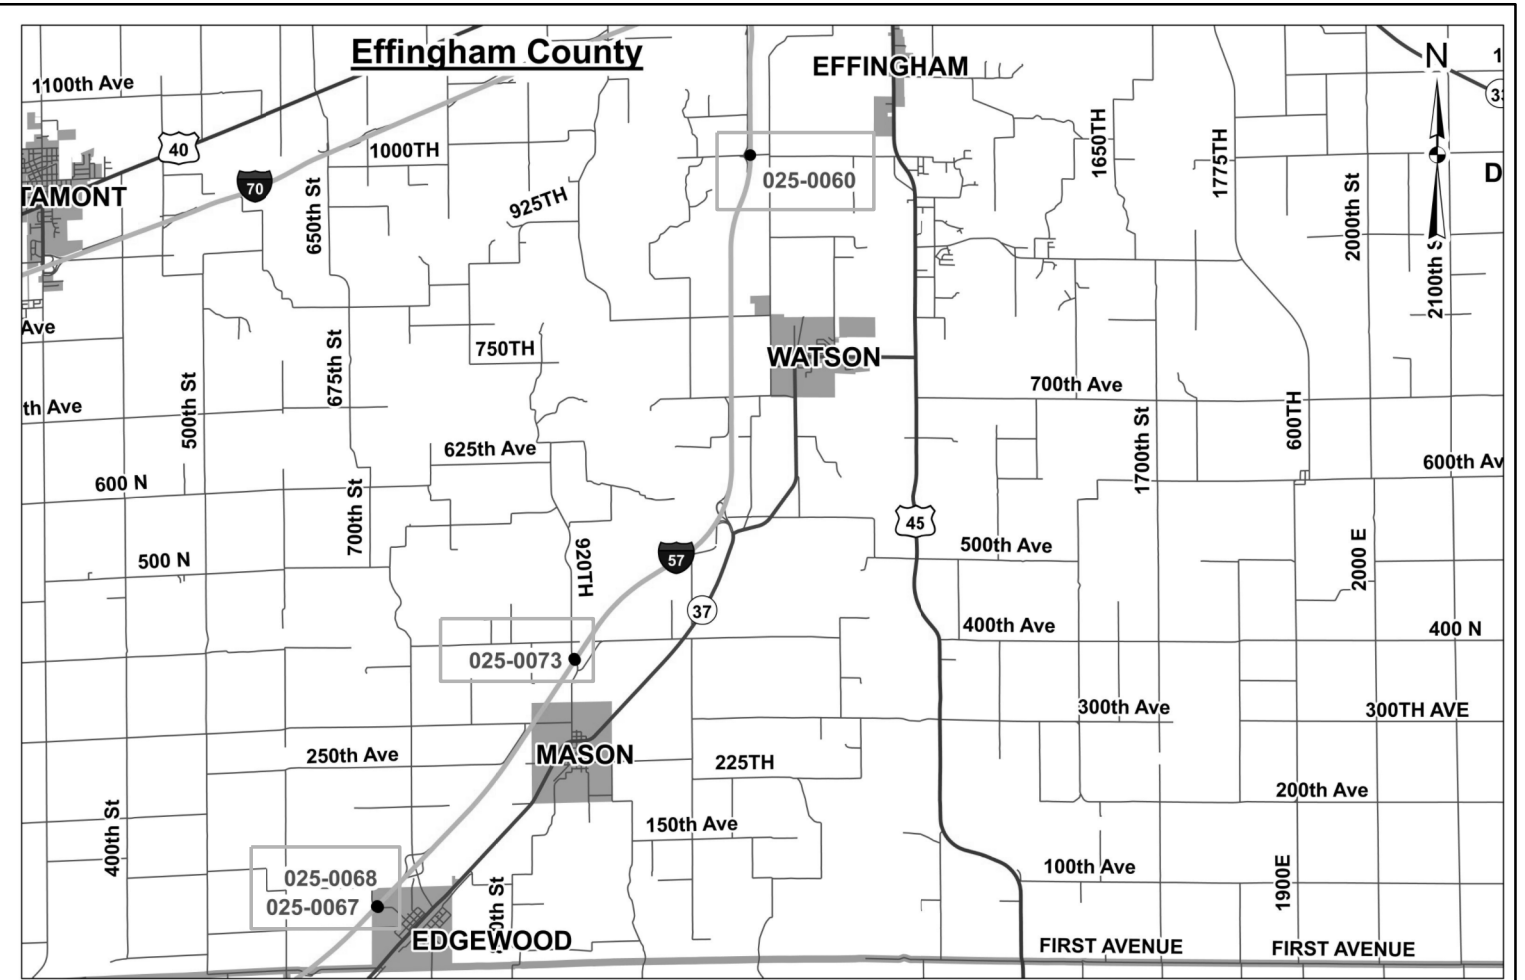 Effingham County
EFFINGHAM
N
1
1100th Ave
33
40
1000TH
1650TH
1775TH
025-0060
D
70
TAMONT
925TH
650th St
2000th St
2100th S
Ave
WATSON
750TH
675th St
700th Ave
th Ave
500th St
600TH
1700th St
625th Ave
600th Av
600 N
700th St
45
500th Ave
500 N
57
920TH
2000 E
37
400th Ave
400 N
025-0073
300th Ave
300TH AVE
250th Ave
MASON
225TH
200th Ave
400th St
150th Ave
100th Ave
1900E
025-0068
025-0067
EDGEWOOD
FIRST AVENUE
FIRST AVENUE